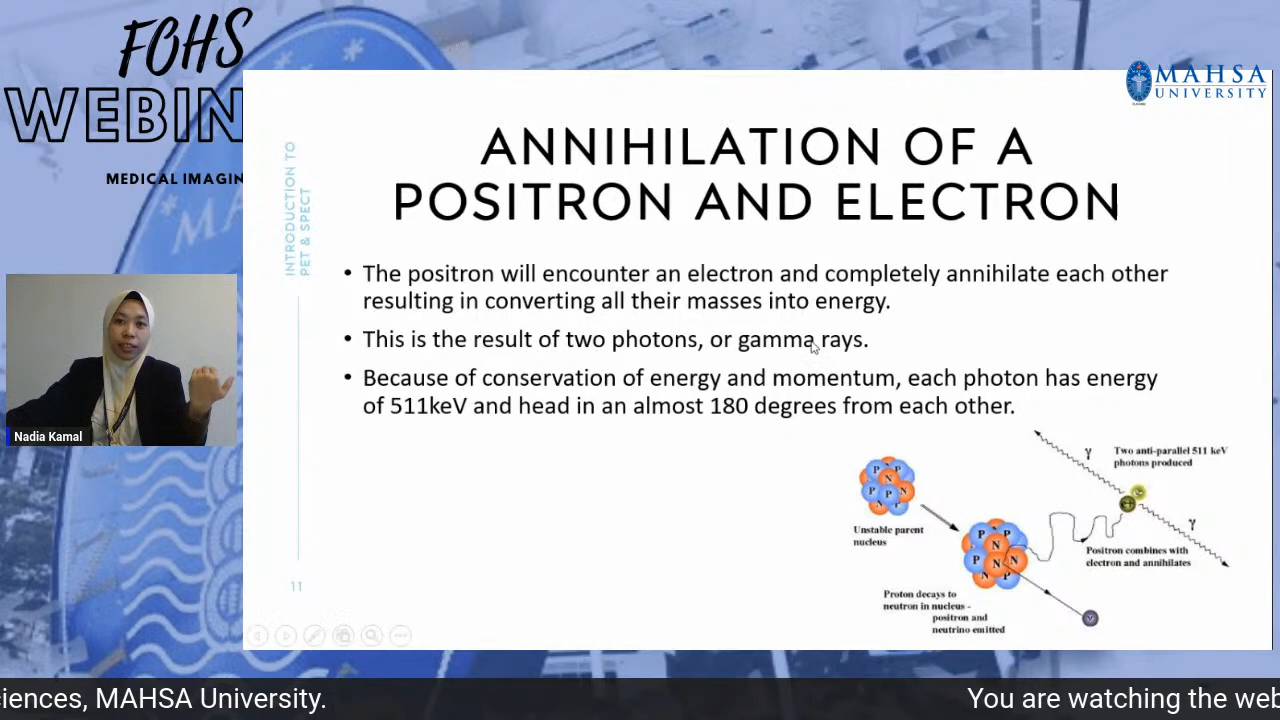 FOHS
WEBIN
MEDICAL IMAGIN
MAHSA
UNIVERSITY
INTRODUCTION TO
PET & SPECT
ANNIHILATION OF A
POSITRON AND ELECTRON
• The positron will encounter an electron and completely annihilate each other
resulting in converting all their masses into energy.
• This is the result of two photons, or gamma rays.
• Because of conservation of energy and momentum, each photon has energy
of 511keV and head in an almost 180 degrees from each other.
γ
Two anti-parallel 511 keV
photons produced
γ
Positron combines with
electron and annihilates
Unstable parent
nucleus
P P N P P N N
P P N P N N N P
Proton decays to
neutron in nucleus -
positron and
neutrino emitted
11
Nadia Kamal
ciences, MAHSA University.
You are watching the web